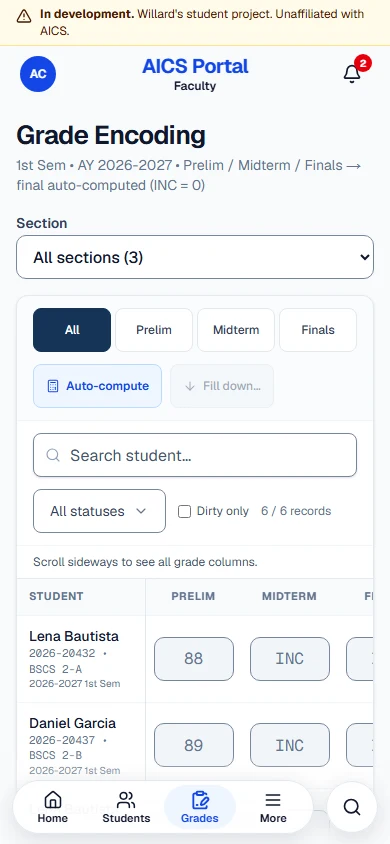 In development. Willard's student project. Unaffiliated with
AICS.
AC
AICS Portal
Faculty
2
Grade Encoding
1st Sem • AY 2026-2027 • Prelim / Midterm / Finals →
final auto-computed (INC = 0)
Section
All sections (3)
All
Prelim
Midterm
Finals
Auto-compute
Fill down...
Search student...
All statuses
Dirty only
6 / 6 records
Scroll sideways to see all grade columns.
STUDENT
PRELIM
MIDTERM
Lena Bautista
2026-20432 •
BSCS 2-A
2026-2027 1st Sem
88
INC
Daniel Garcia
2026-20437 •
BSCS 2-B
2026-2027 1st Sem
89
INC
Home
Students
Grades
More